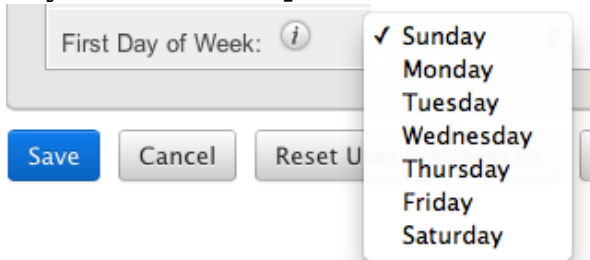 First Day of Week: i
✓ Sunday
Monday
Tuesday
Wednesday
Thursday
Friday
Saturday
Save
Cancel
Reset U